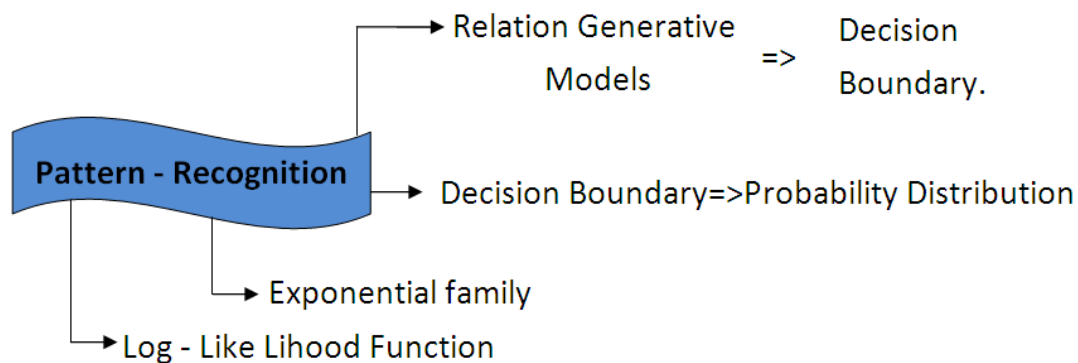 Relation Generative
Models
=>
Decision
Boundary.
Pattern - Recognition
Decision Boundary=>Probability Distribution
Exponential family
Log - Like Lihood Function